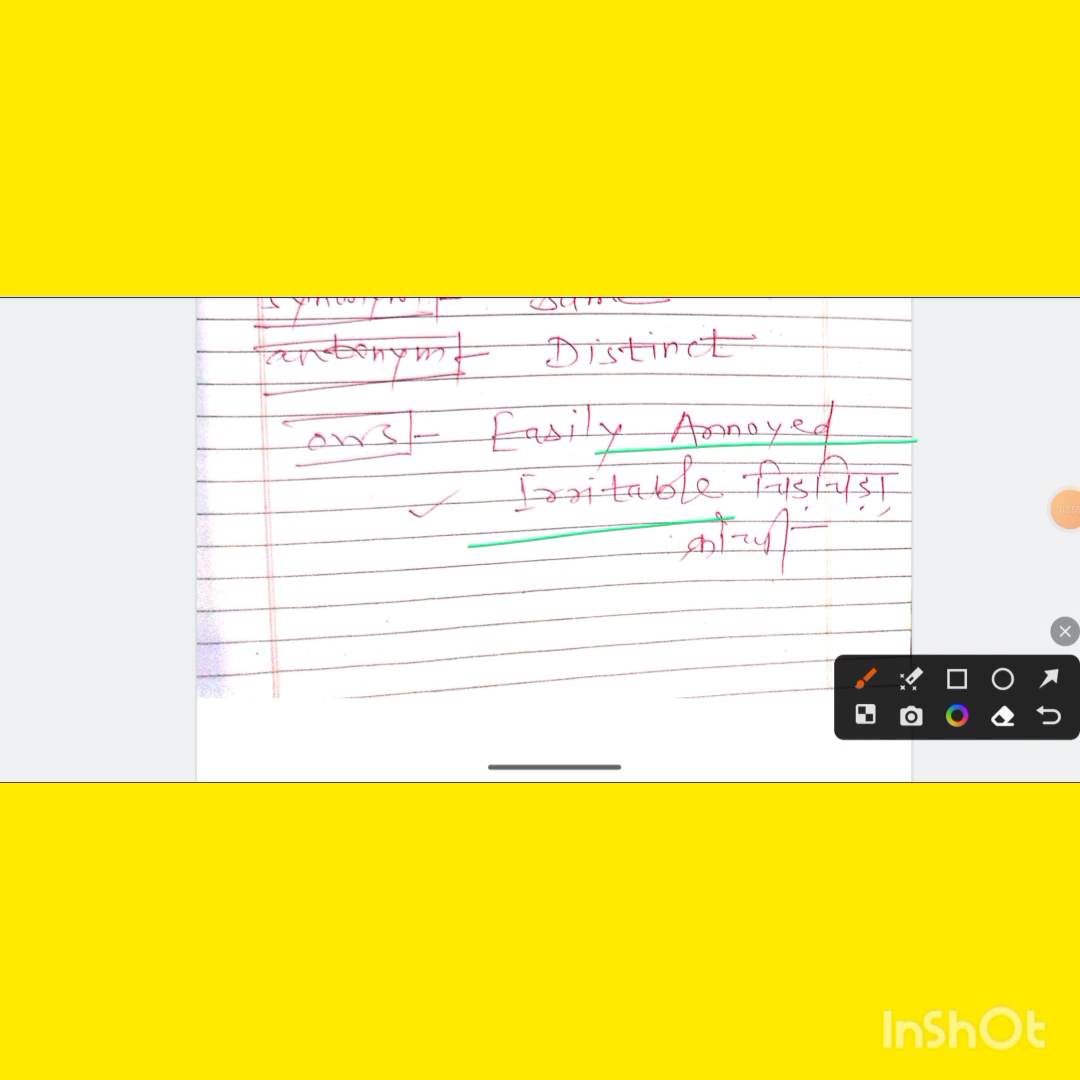 antonym - Distinct
ows - Easily Annoyed
Irritable चिड़चिड़ा,
क्रोधी
InShOt